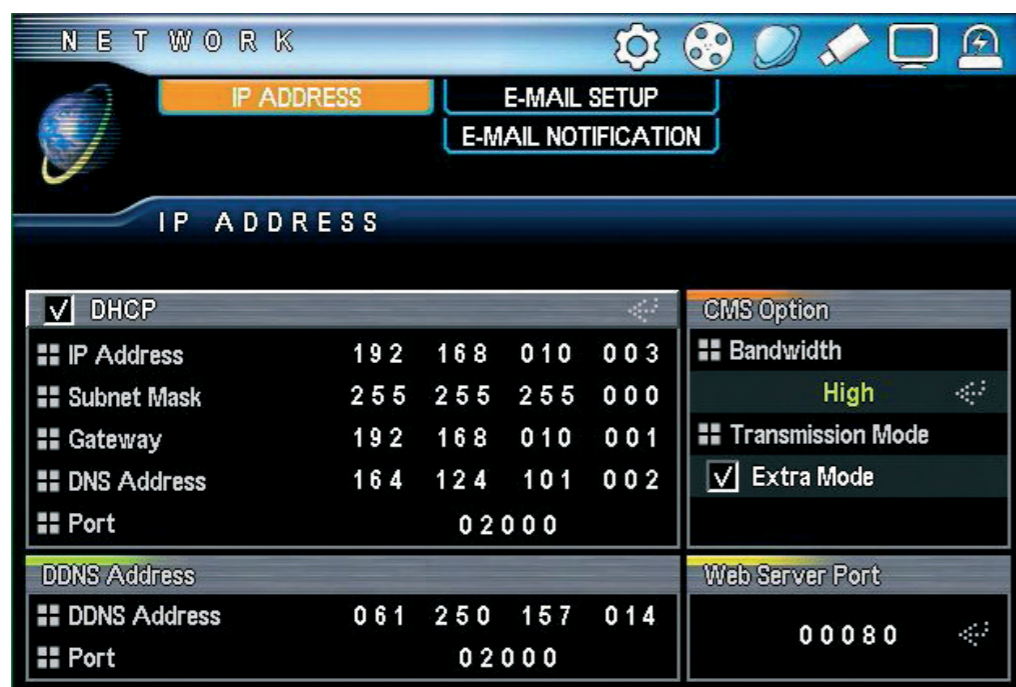 NETWORK
IP ADDRESS E-MAIL SETUP
E-MAIL NOTIFICATION
IP ADDRESS
DHCP
IP Address 192 168 010 003
Subnet Mask 255 255 255 000
Gateway 192 168 010 001
DNS Address 164 124 101 002
Port 02000
CMS Option
Bandwidth
High
Transmission Mode
Extra Mode
DDNS Address
DDNS Address 061 250 157 014
Port 02000
Web Server Port
00080